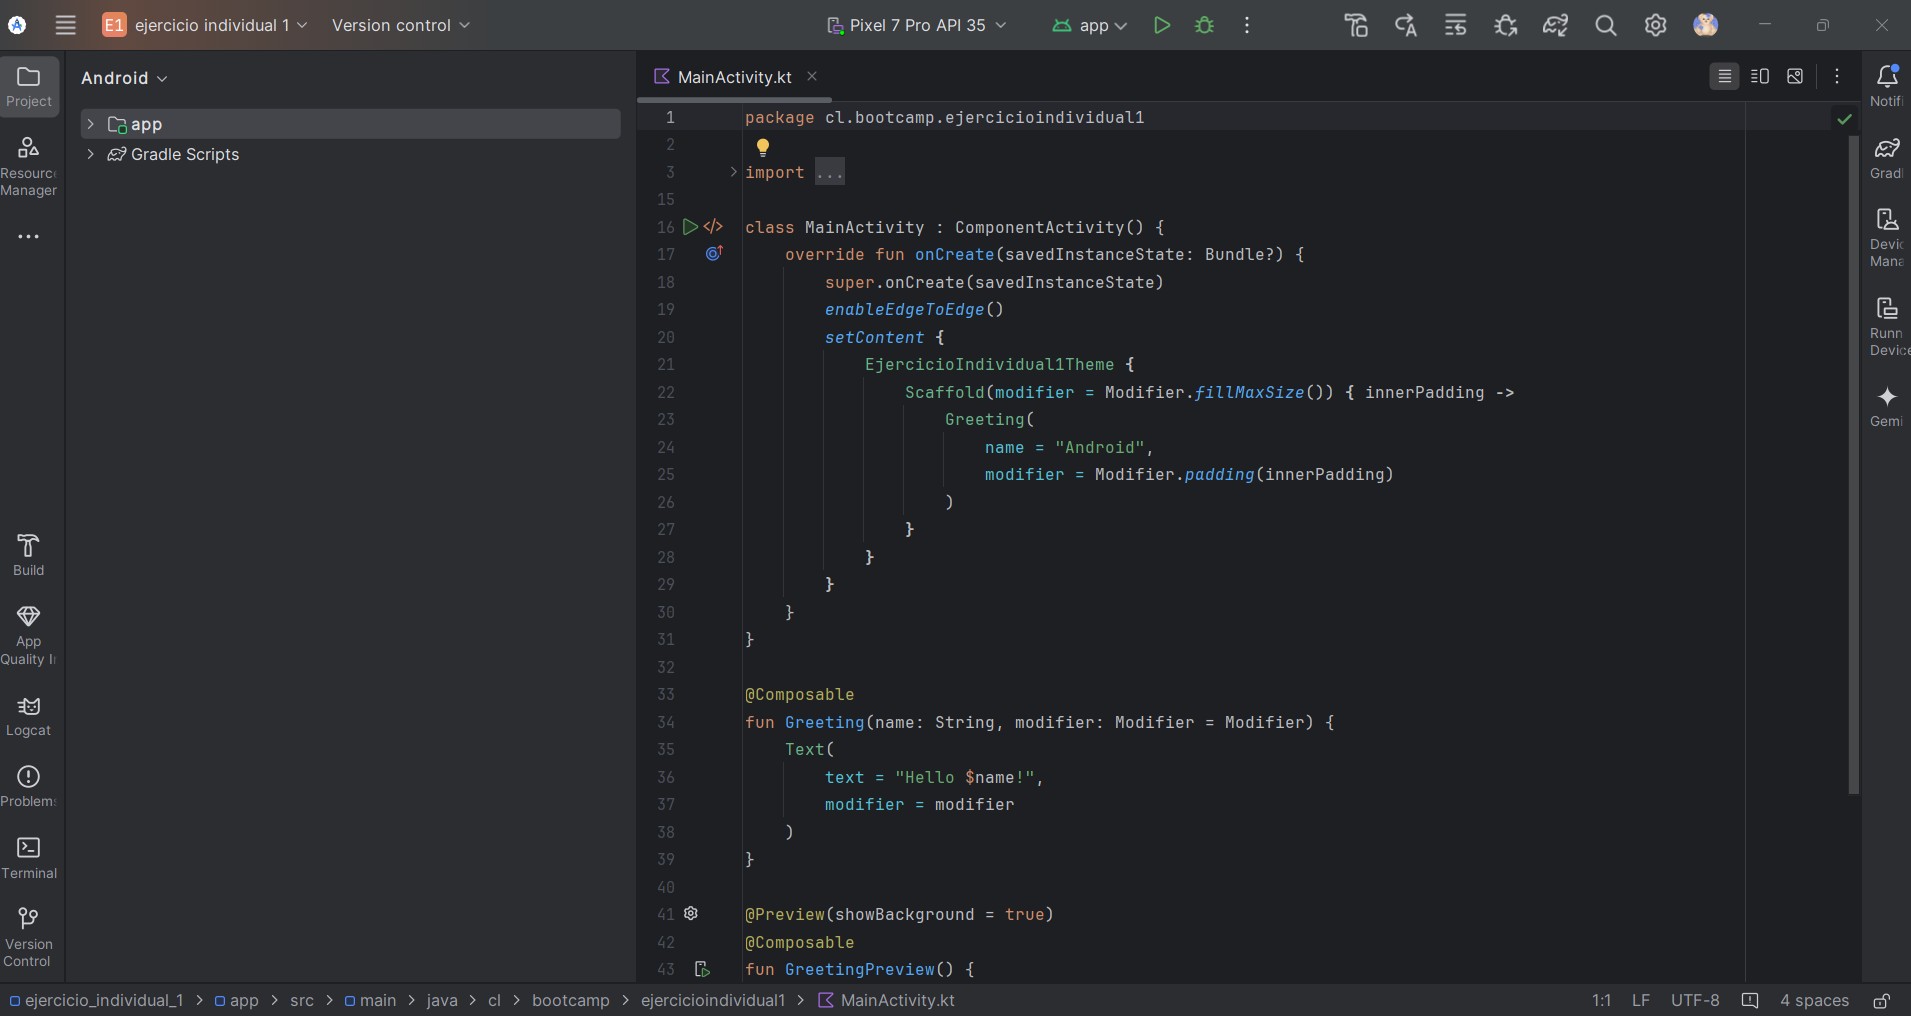 E1 ejercicio individual 1 Version control Pixel 7 Pro API 35 app
Project
Resourc
Manager
Build
App
Quality I
Logcat
Problem
Terminal
Version
Control
Android
app
Gradle Scripts
MainActivity.kt
1 package cl.bootcamp.ejercicioindividual1
2
3 import ...
15
16 class MainActivity : ComponentActivity() {
17     override fun onCreate(savedInstanceState: Bundle?) {
18         super.onCreate(savedInstanceState)
19         enableEdgeToEdge()
20         setContent {
21             EjercicioIndividual1Theme {
22                 Scaffold(modifier = Modifier.fillMaxSize()) { innerPadding ->
23                     Greeting(
24                         name = "Android",
25                         modifier = Modifier.padding(innerPadding)
26                     )
27                 }
28             }
29         }
30     }
31 }
32
33 @Composable
34 fun Greeting(name: String, modifier: Modifier = Modifier) {
35     Text(
36         text = "Hello $name!",
37         modifier = modifier
38     )
39 }
40
41 @Preview(showBackground = true)
42 @Composable
43 fun GreetingPreview() {
Notifi
Gradl
Devic
Mana
Runn
Device
Gemi
ejercicio_individual_1 > app > src > main > java > cl > bootcamp > ejercicioindividual1 > MainActivity.kt
1:1 LF UTF-8 4 spaces